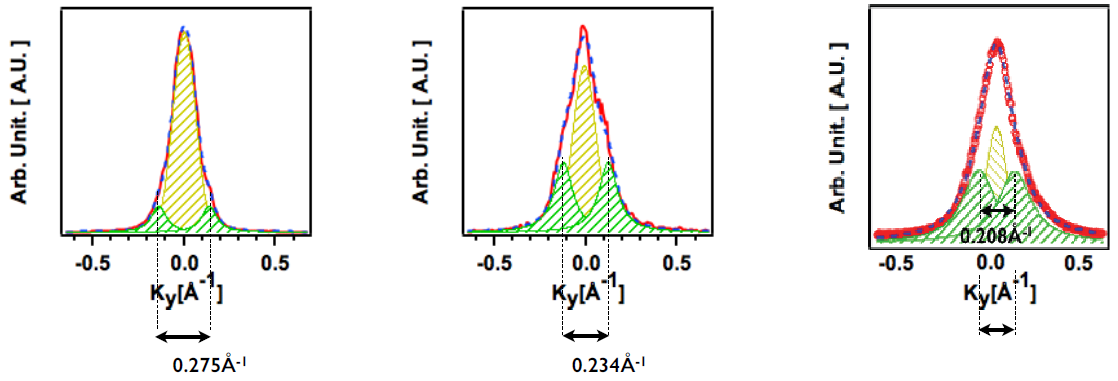 Arb. Unit. [ A.U. ]
-0.5 0.0 0.5
Ky[Å-1]
0.275Å-1
Arb. Unit. [ A.U. ]
-0.5 0.0 0.5
Ky[Å-1]
0.234Å-1
Arb. Unit. [ A.U. ]
0.208Å-1
-0.5 0.0 0.5
Ky[Å-1]